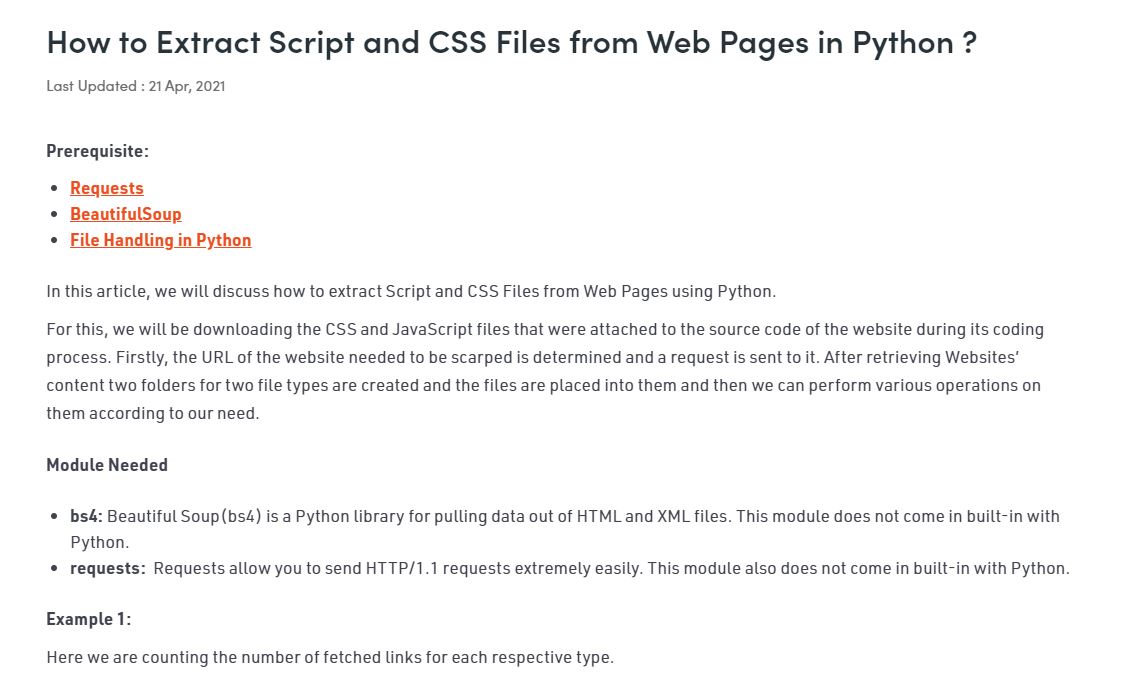 How to Extract Script and CSS Files from Web Pages in Python ?
Last Updated : 21 Apr, 2021
Prerequisite:
Requests
BeautifulSoup
File Handling in Python
In this article, we will discuss how to extract Script and CSS Files from Web Pages using Python.
For this, we will be downloading the CSS and JavaScript files that were attached to the source code of the website during its coding
process. Firstly, the URL of the website needed to be scarped is determined and a request is sent to it. After retrieving Websites’
content two folders for two file types are created and the files are placed into them and then we can perform various operations on
them according to our need.
Module Needed
bs4: Beautiful Soup(bs4) is a Python library for pulling data out of HTML and XML files. This module does not come in built-in with
Python.
requests:  Requests allow you to send HTTP/1.1 requests extremely easily. This module also does not come in built-in with Python.
Example 1:
Here we are counting the number of fetched links for each respective type.